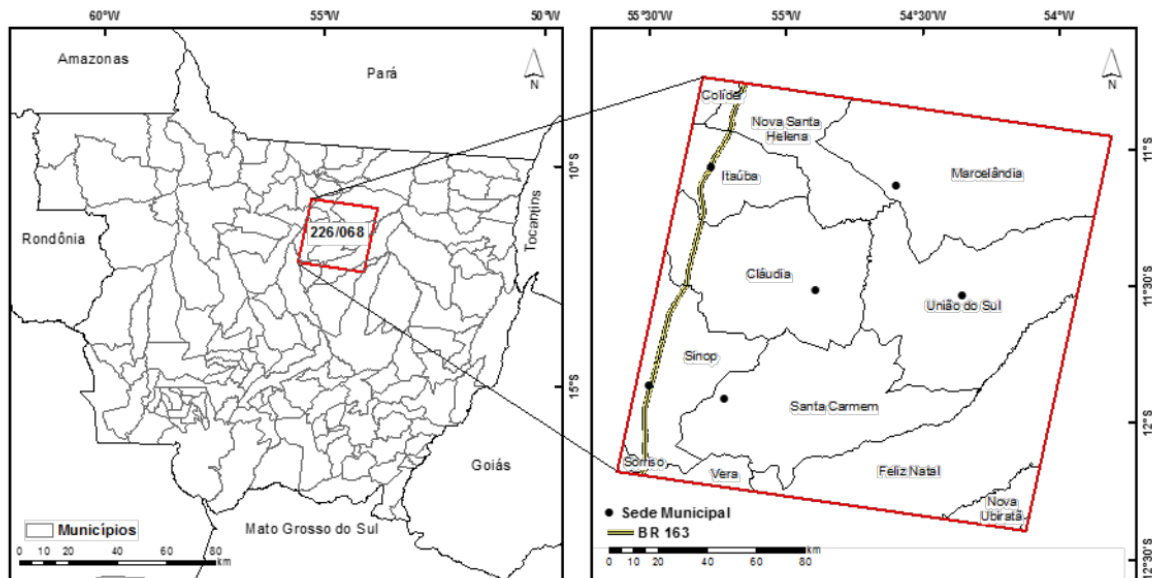 60°W
55°W
50°W
Amazonas
Pará
N
10°S
Tocantins
Rondônia
226/068
15°S
Goiás
Mato Grosso do Sul
Municípios
0 10 20 40 60 80
km
55°30'W
55°W
54°30'W
54°W
N
Colíder
Nova Santa
Helena
11°S
Itaúba
Marcelândia
Cláudia
11°30'S
União do Sul
Sinop
Santa Carmem
12°S
Sorriso
Vera
Feliz Natal
Nova
Ubiratã
Sede Municipal
BR 163
0 10 20 40 60 80
km
12°30'S